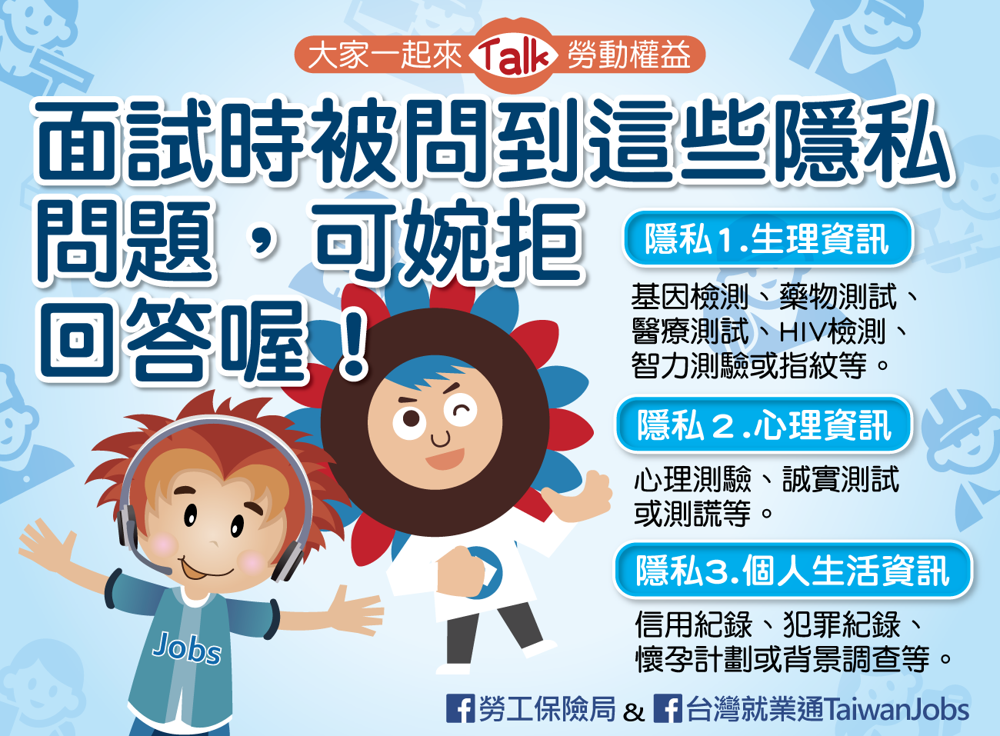 大家一起來 Talk 勞動權益
面試時被問到這些隱私
問題，可婉拒
回答喔！
隱私1.生理資訊
基因檢測、藥物測試、
醫療測試、HIV檢測、
智力測驗或指紋等。
隱私2.心理資訊
心理測驗、誠實測試
或測謊等。
隱私3.個人生活資訊
信用紀錄、犯罪紀錄、
懷孕計劃或背景調查等。
Jobs
f 勞工保險局 & f 台灣就業通TaiwanJobs